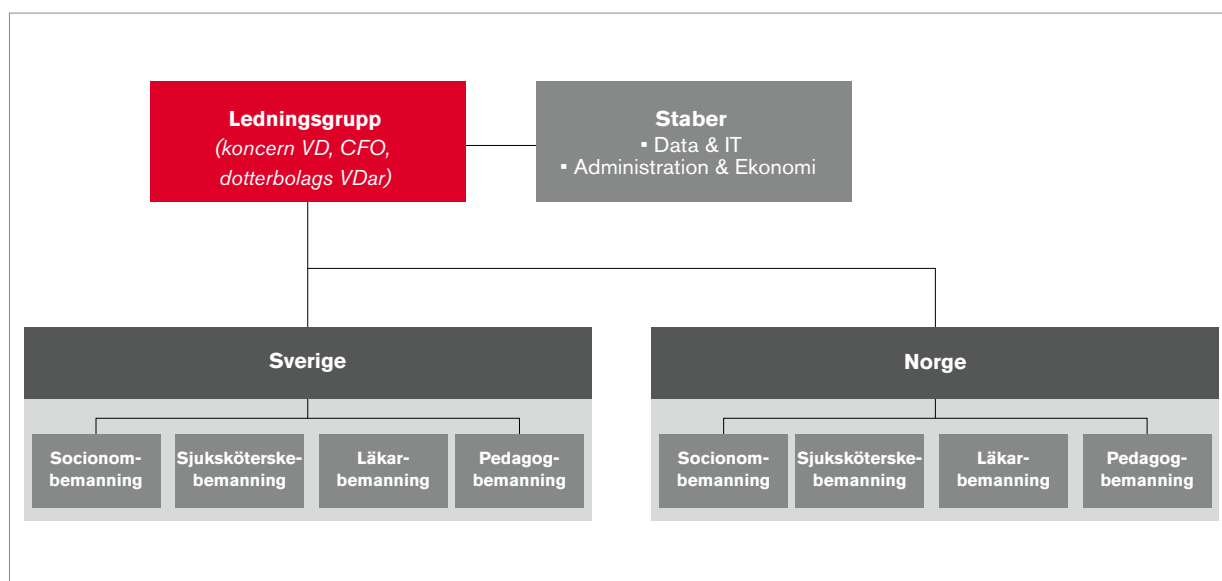 Ledningsgrupp
(koncern VD, CFO,
dotterbolags VDar)
Staber
▪ Data & IT
▪ Administration & Ekonomi
Sverige
Norge
Socionom-
bemanning
Sjuksköterske-
bemanning
Läkar-
bemanning
Pedagog-
bemanning
Socionom-
bemanning
Sjuksköterske-
bemanning
Läkar-
bemanning
Pedagog-
bemanning